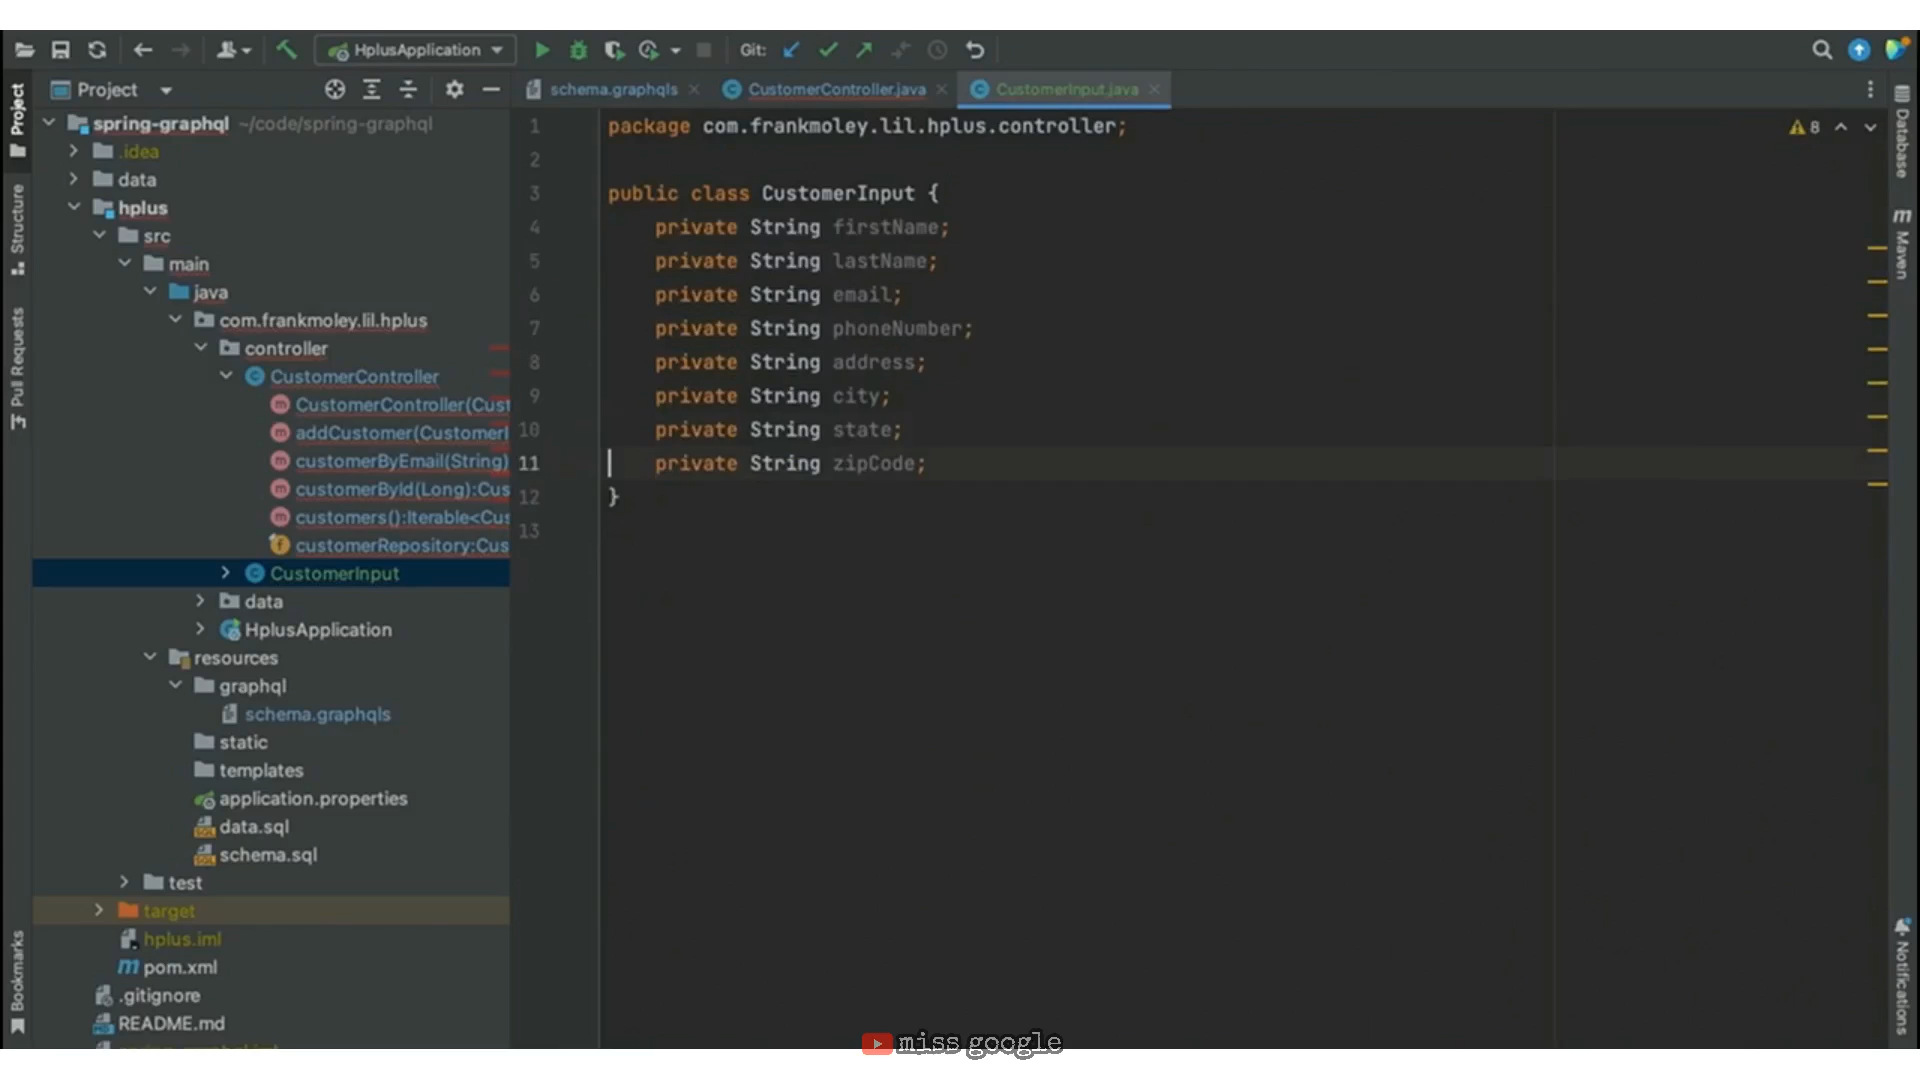 HplusApplication
Git:
Project
schema.graphqls
CustomerController.java
CustomerInput.java
Project
Structure
Pull Requests
Bookmarks
spring-graphql ~/code/spring-graphql
.idea
data
hplus
src
main
java
com.frankmoley.lil.hplus
controller
CustomerController
CustomerController(Cust
addCustomer(CustomerI
customerByEmail(String)
customerById(Long):Cus
customers():Iterable<Cus
customerRepository:Cus
CustomerInput
data
HplusApplication
resources
graphql
schema.graphqls
static
templates
application.properties
data.sql
schema.sql
test
target
hplus.iml
pom.xml
.gitignore
README.md
1 package com.frankmoley.lil.hplus.controller;
2
3 public class CustomerInput {
4 private String firstName;
5 private String lastName;
6 private String email;
7 private String phoneNumber;
8 private String address;
9 private String city;
10 private String state;
11 private String zipCode;
12 }
13
8
Database
Maven
Notifications
miss google